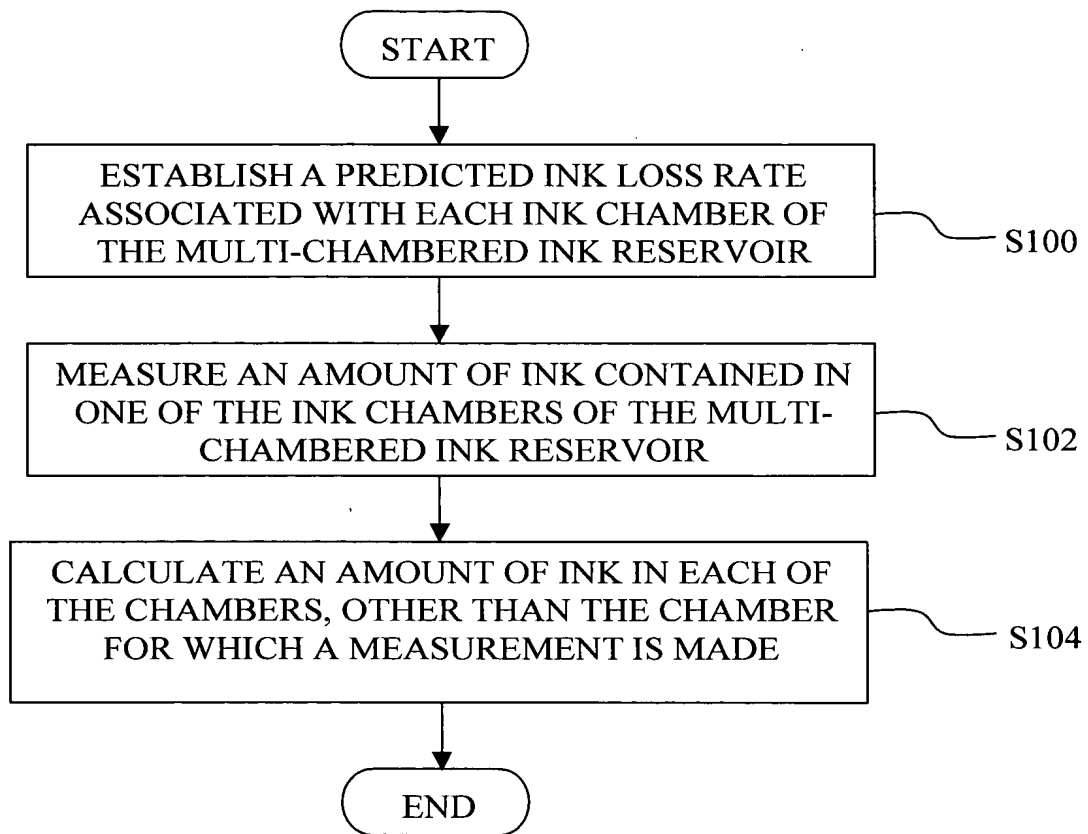 START
ESTABLISH A PREDICTED INK LOSS RATE
ASSOCIATED WITH EACH INK CHAMBER OF
THE MULTI-CHAMBERED INK RESERVOIR
S100
MEASURE AN AMOUNT OF INK CONTAINED IN
ONE OF THE INK CHAMBERS OF THE MULTI-
CHAMBERED INK RESERVOIR
S102
CALCULATE AN AMOUNT OF INK IN EACH OF
THE CHAMBERS, OTHER THAN THE CHAMBER
FOR WHICH A MEASUREMENT IS MADE
S104
END